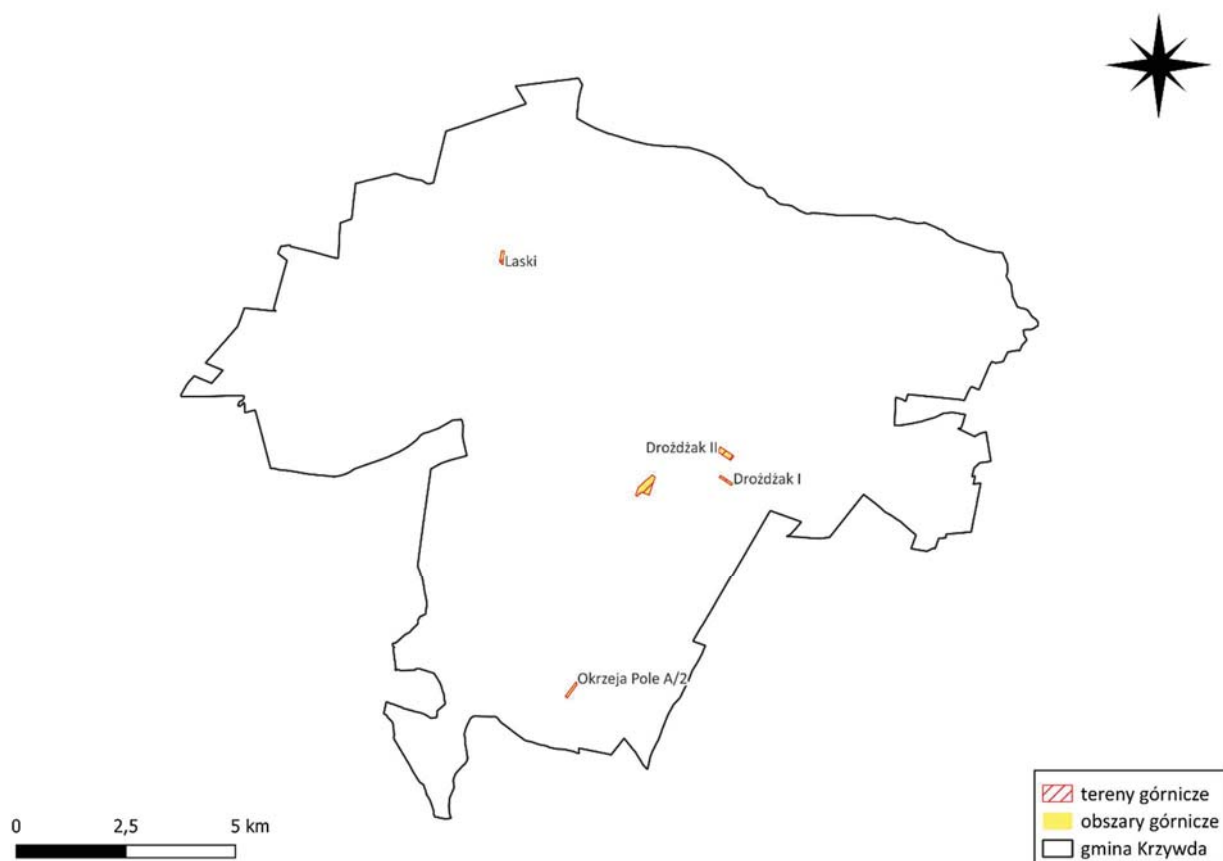 Laski
Drożdżak II
Drożdżak I
Okrzeja Pole A/2
0 2,5 5 km
tereny górnicze
obszary górnicze
gmina Krzywda